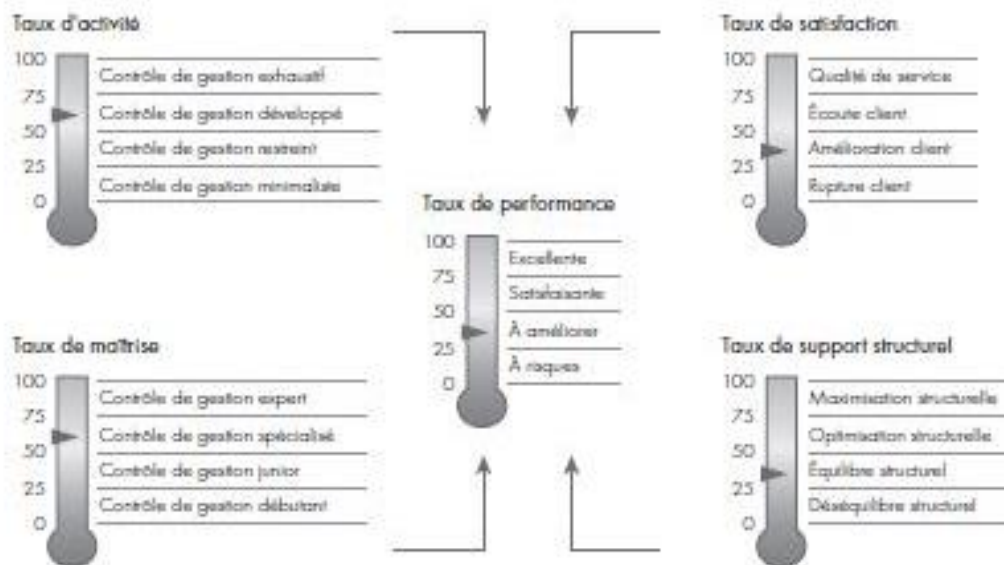 Taux d'activité
100
Contrôle de gestion exhaustif
75
Contrôle de gestion développé
50
Contrôle de gestion restreint
25
Contrôle de gestion minimaliste
0
Taux de satisfaction
100
Qualité de service
75
Écoute client
50
Amélioration client
25
Rupture client
0
Taux de performance
100
Excellente
75
Satisfaisante
50
À améliorer
25
À risques
0
Taux de maîtrise
100
Contrôle de gestion expert
75
Contrôle de gestion spécialisé
50
Contrôle de gestion junior
25
Contrôle de gestion débutant
0
Taux de support structurel
100
Maximisation structurelle
75
Optimisation structurelle
50
Équilibre structurel
25
Déséquilibre structurel
0